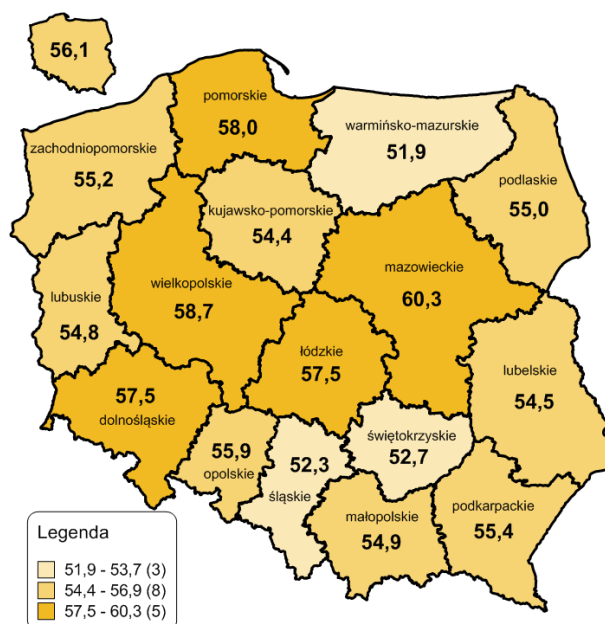 56,1
pomorskie
58,0
warmińsko-mazurskie
51,9
zachodniopomorskie
55,2
podlaskie
55,0
kujawsko-pomorskie
54,4
mazowieckie
60,3
wielkopolskie
58,7
lubuskie
54,8
łódzkie
57,5
lubelskie
54,5
57,5
dolnośląskie
55,9
opolskie
52,3
śląskie
świętokrzyskie
52,7
małopolskie
54,9
podkarpackie
55,4
Legenda
51,9 - 53,7 (3)
54,4 - 56,9 (8)
57,5 - 60,3 (5)